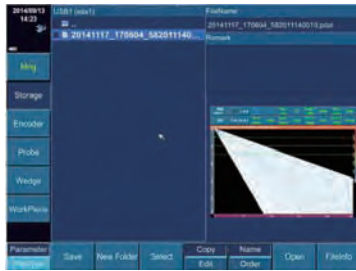 2014/09/13
14:23
USB1 (sda1)
FileName
20141117_170604_582011140010.pdat
Remark
..
20141117_170604_582011140...
Mng
Storage
Encoder
Probe
Wedge
WorkPiece
Parameter
Save
New Folder
Select
Copy
Edit
Name
Order
Open
FileInfo